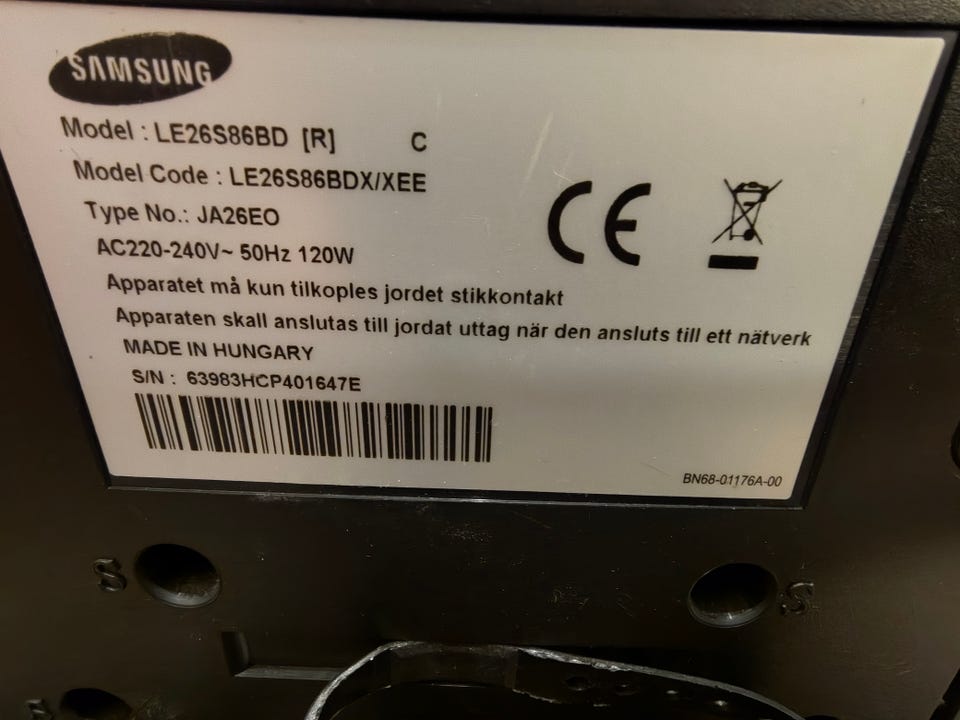 SAMSUNG
Model : LE26S86BD [R] C
Model Code : LE26S86BDX/XEE
Type No.: JA26EO
AC220-240V~ 50Hz 120W
Apparatet må kun tilkoples jordet stikkontakt
Apparaten skall anslutas till jordat uttag när den ansluts till ett nätverk
MADE IN HUNGARY
S/N : 63983HCP401647E
CE
BN68-01176A-00
S
S
S